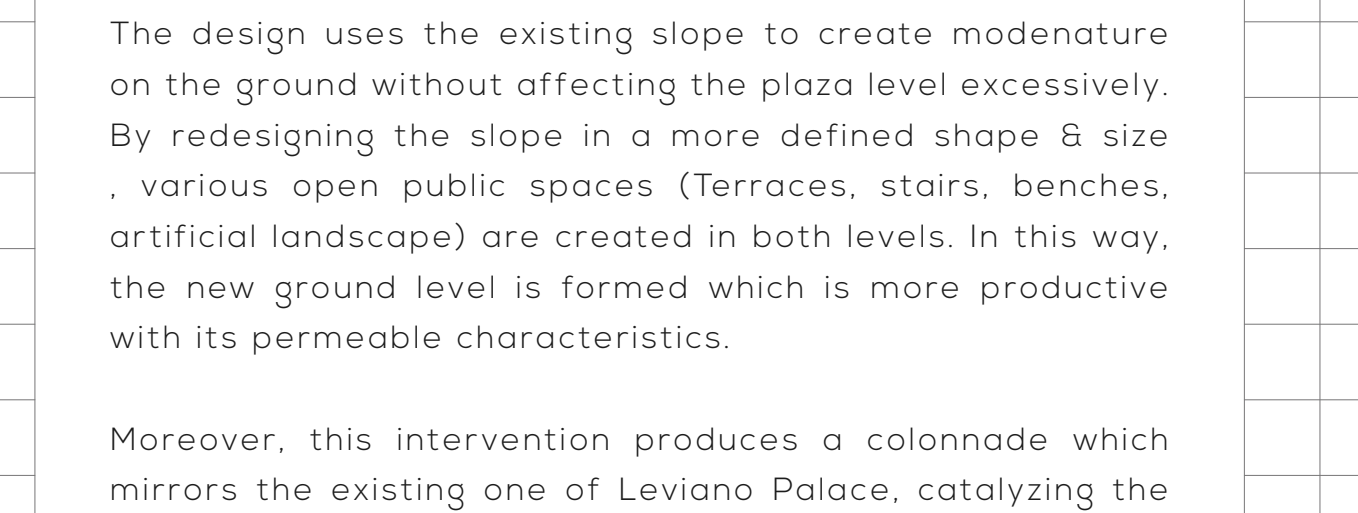 The design uses the existing slope to create modenature
on the ground without affecting the plaza level excessively.
By redesigning the slope in a more defined shape & size
, various open public spaces (Terraces, stairs, benches,
artificial landscape) are created in both levels. In this way,
the new ground level is formed which is more productive
with its permeable characteristics.
Moreover, this intervention produces a colonnade which
mirrors the existing one of Leviano Palace, catalyzing the